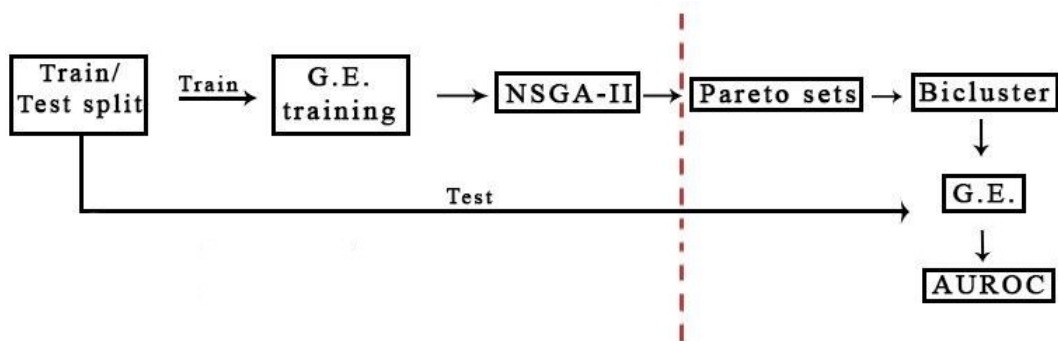 Train/
Test split
Train
G.E.
training
NSGA-II
Pareto sets
Bicluster
Test
G.E.
AUROC